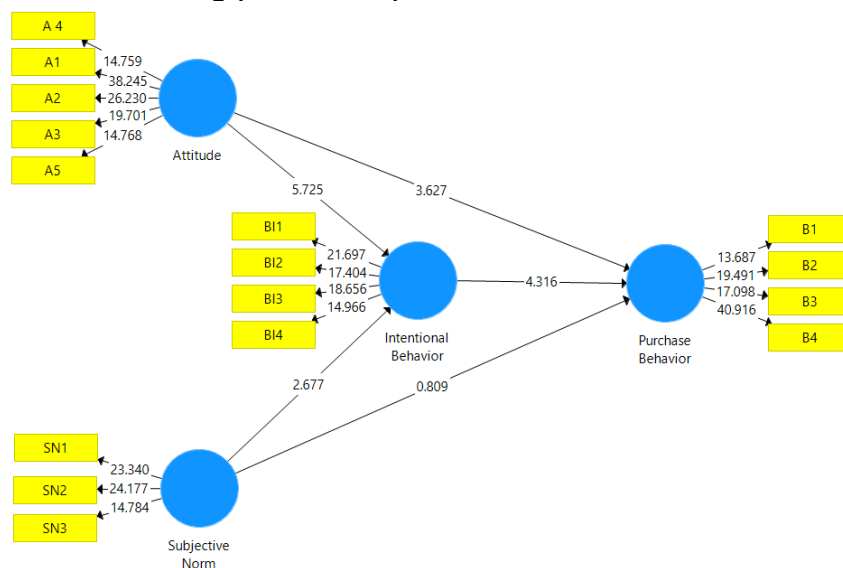 A 4
A1
A2
A3
A5
14.759
38.245
26.230
19.701
14.768
Attitude
5.725
3.627
BI1
BI2
BI3
BI4
21.697
17.404
18.656
14.966
Intentional
Behavior
4.316
B1
B2
B3
B4
13.687
19.491
17.098
40.916
Purchase
Behavior
2.677
0.809
SN1
SN2
SN3
23.340
24.177
14.784
Subjective
Norm